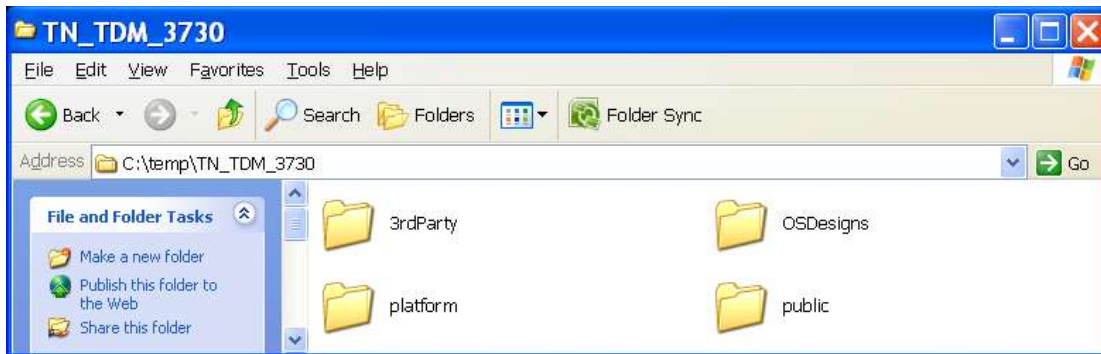 TN_TDM_3730
File Edit View Favorites Tools Help
Back Search Folders Folder Sync
Address C:\temp\TN_TDM_3730 Go
File and Folder Tasks
Make a new folder
Publish this folder to
the Web
Share this folder
3rdParty OSDesigns
platform public